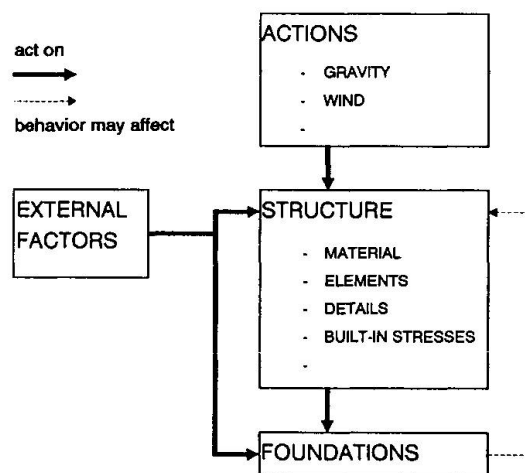 act on
behavior may affect
ACTIONS
- GRAVITY
- WIND
-
EXTERNAL
FACTORS
STRUCTURE
- MATERIAL
- ELEMENTS
- DETAILS
- BUILT-IN STRESSES
-
FOUNDATIONS